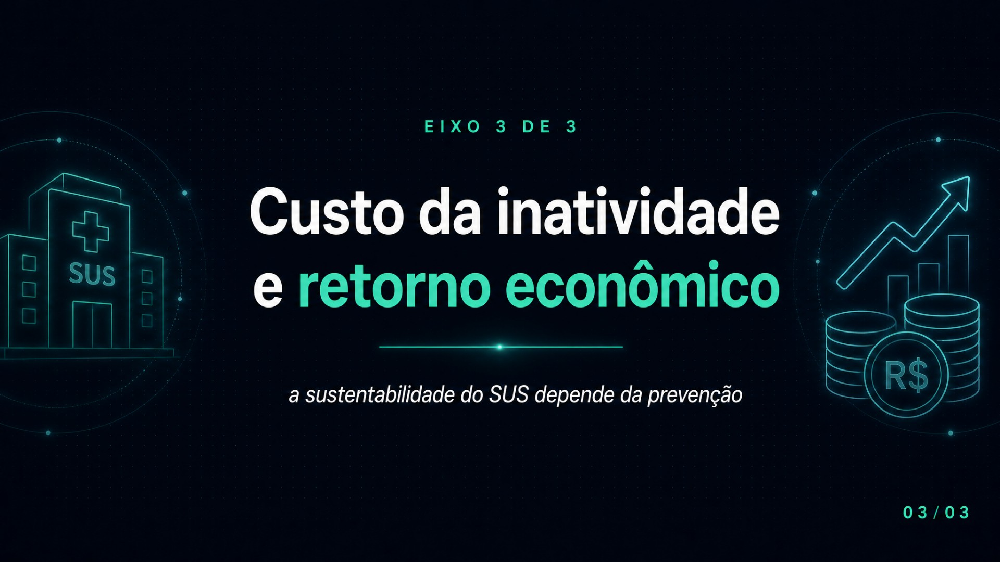 EIXO 3 DE 3
Custo da inatividade
e retorno econômico
SUS
a sustentabilidade do SUS depende da prevenção
R$
03/03